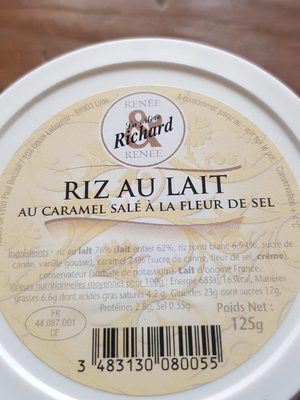 RENÉE
&
Richard
RENÉE
RIZ AU LAIT
AU CARAMEL SALÉ À LA FLEUR DE SEL
Ingrédients : riz au lait 76% (lait entier 62%, riz rond blanc 6.94%, sucre de
canne, vanille gousse), caramel 24% (sucre de canne, fleur de sel, crème),
conservateur (sorbate de potassium). Lait d'origine France.
Valeurs nutritionnelles moyennes pour 100g : Energie 683kJ/163kcal, Matières
grasses 6.6g dont acides gras saturés 4.2 g. Glucides 23g dont sucres 17g.
Protéines 2.8g. Sel 0.35g.
Poids Net :
125g
FR
44.087.001
CE
3 483130 080055